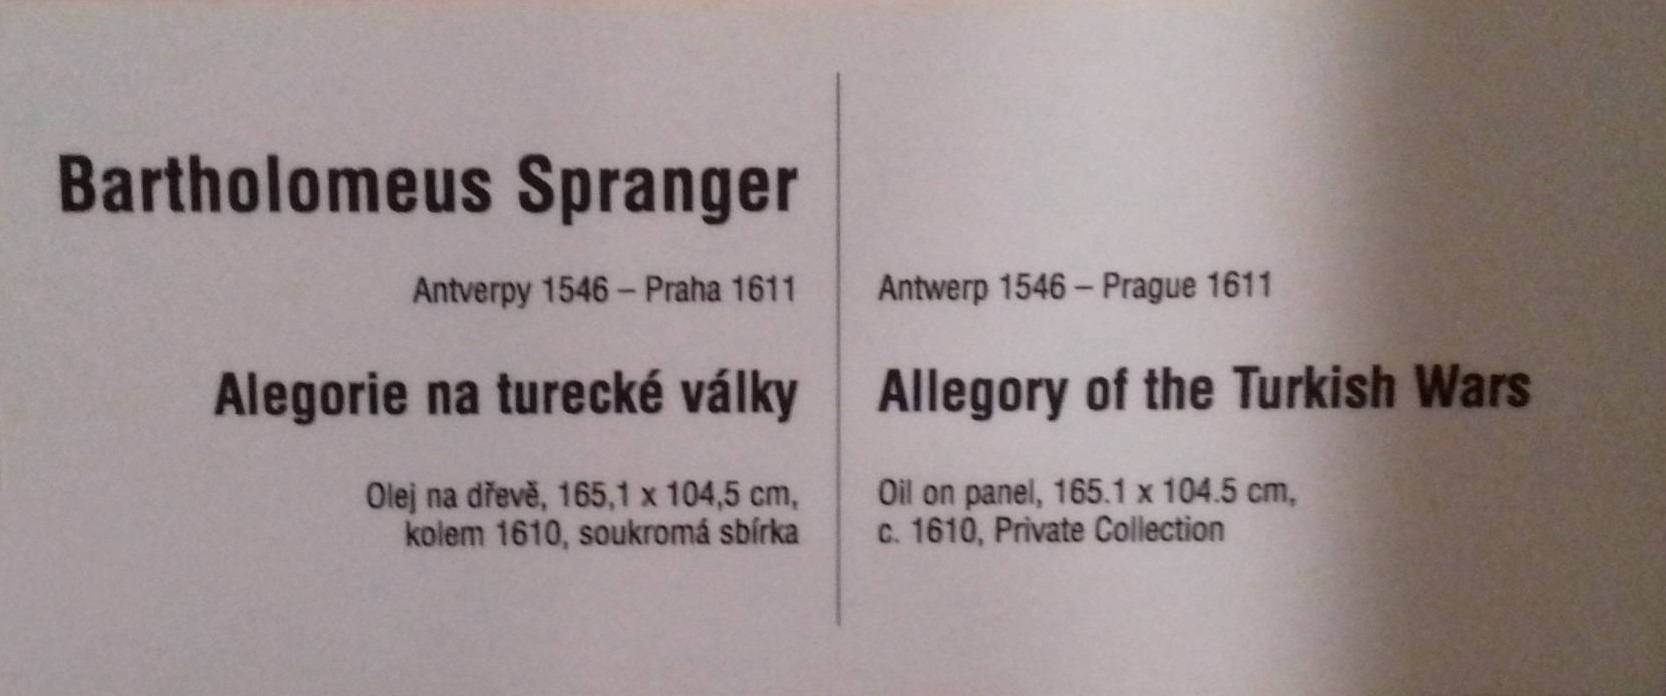 Bartholomeus Spranger
Antverpy 1546 – Praha 1611
Alegorie na turecké války
Olej na dřevě, 165,1 x 104,5 cm,
kolem 1610, soukromá sbírka
Antwerp 1546 – Prague 1611
Allegory of the Turkish Wars
Oil on panel, 165.1 x 104.5 cm,
c. 1610, Private Collection